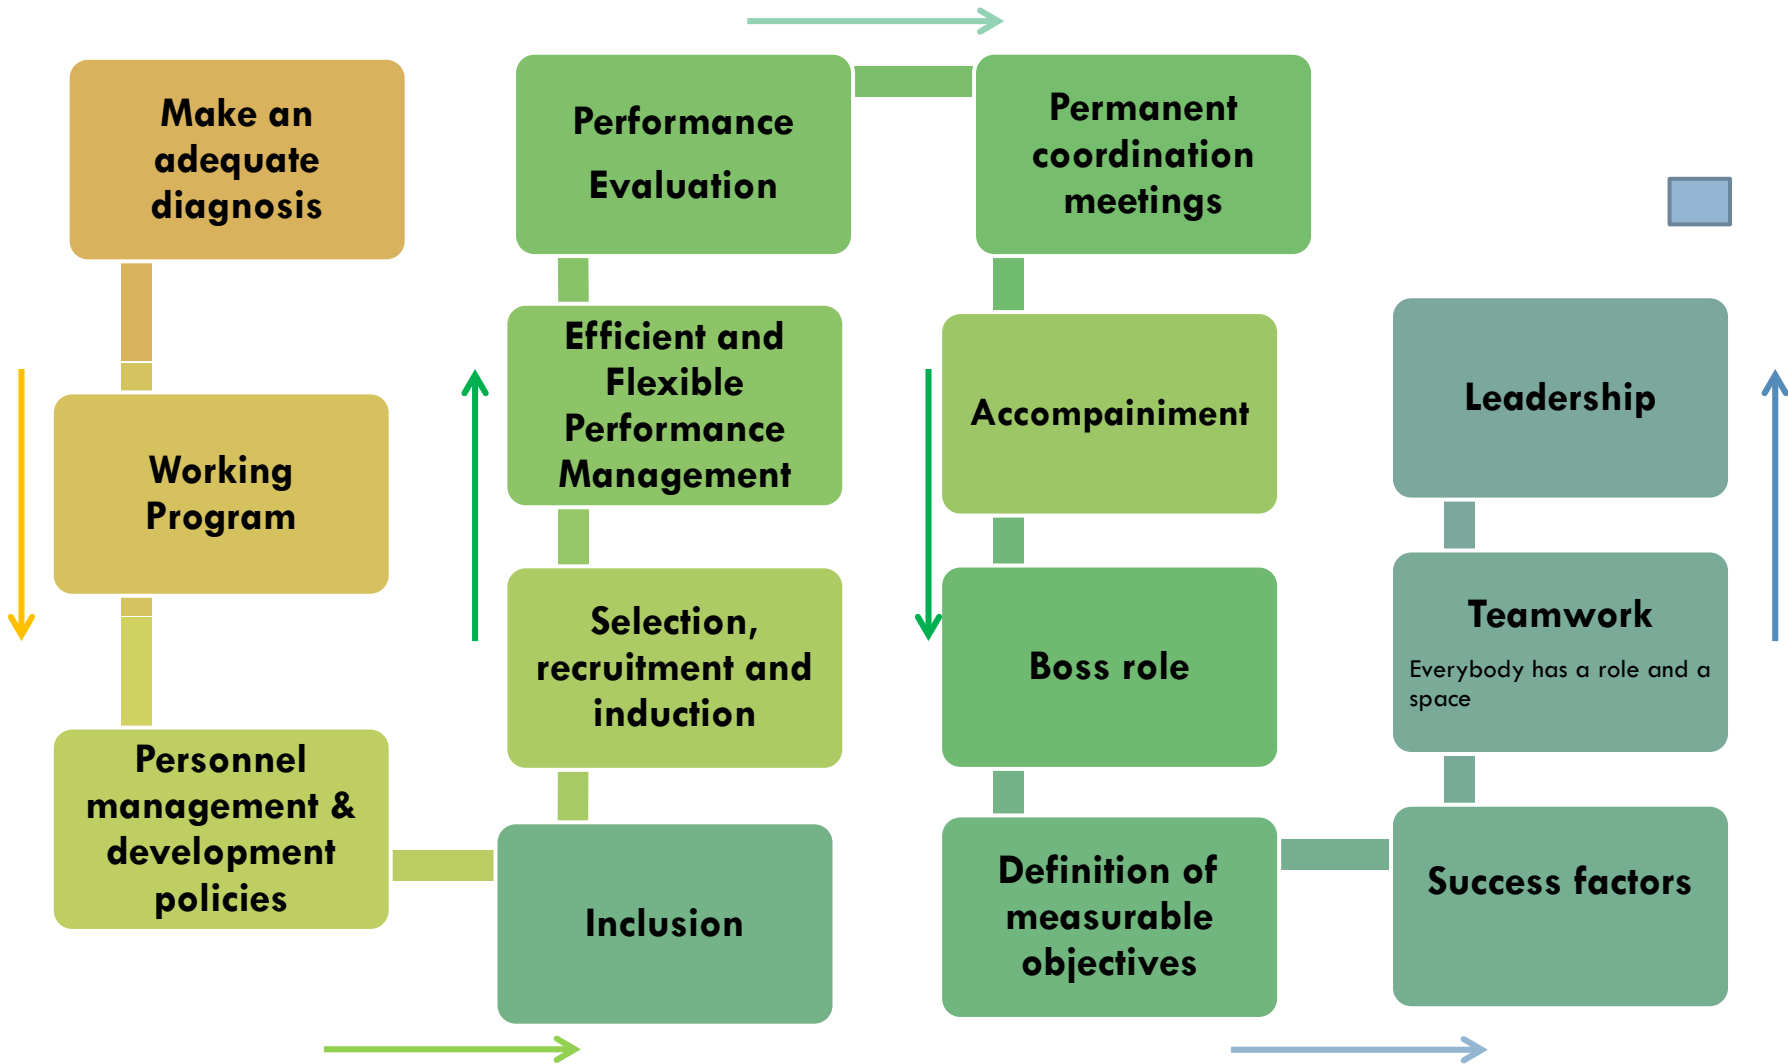 Make an
adequate
diagnosis
Working
Program
Personnel
management &
development
policies
Inclusion
Selection,
recruitment and
induction
Efficient and
Flexible
Performance
Management
Performance
Evaluation
Permanent
coordination
meetings
Accompainiment
Boss role
Definition of
measurable
objectives
Success factors
Teamwork
Everybody has a role and a
space
Leadership